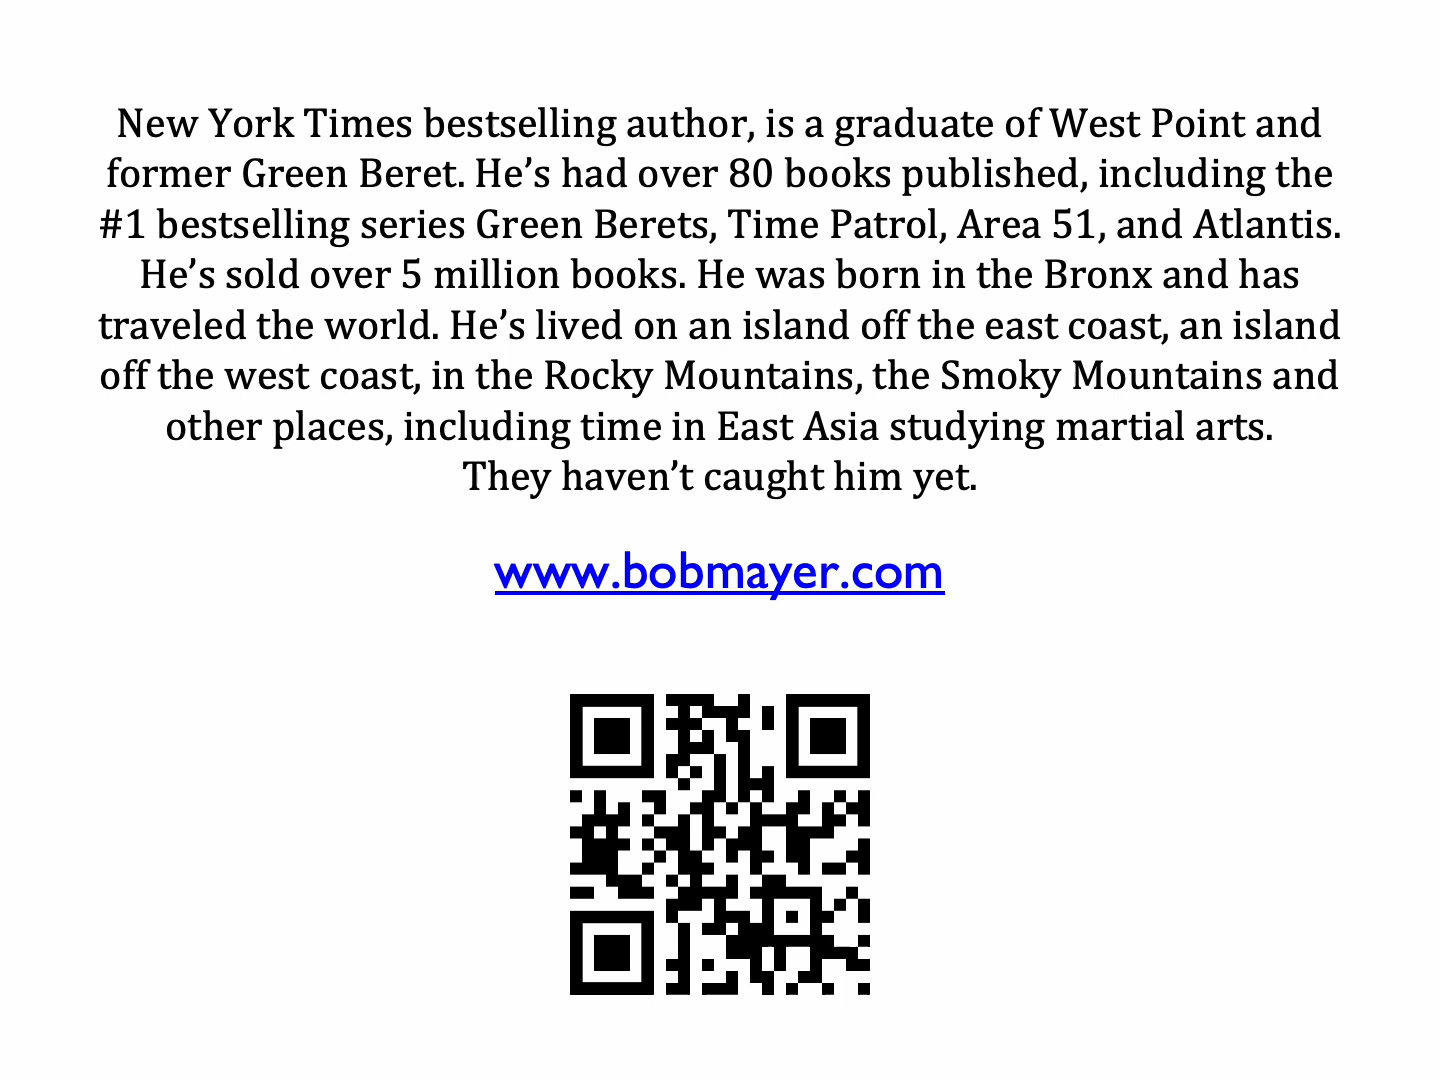 New York Times bestselling author, is a graduate of West Point and
former Green Beret. He’s had over 80 books published, including the
#1 bestselling series Green Berets, Time Patrol, Area 51, and Atlantis.
He’s sold over 5 million books. He was born in the Bronx and has
traveled the world. He’s lived on an island off the east coast, an island
off the west coast, in the Rocky Mountains, the Smoky Mountains and
other places, including time in East Asia studying martial arts.
They haven’t caught him yet.
www.bobmayer.com